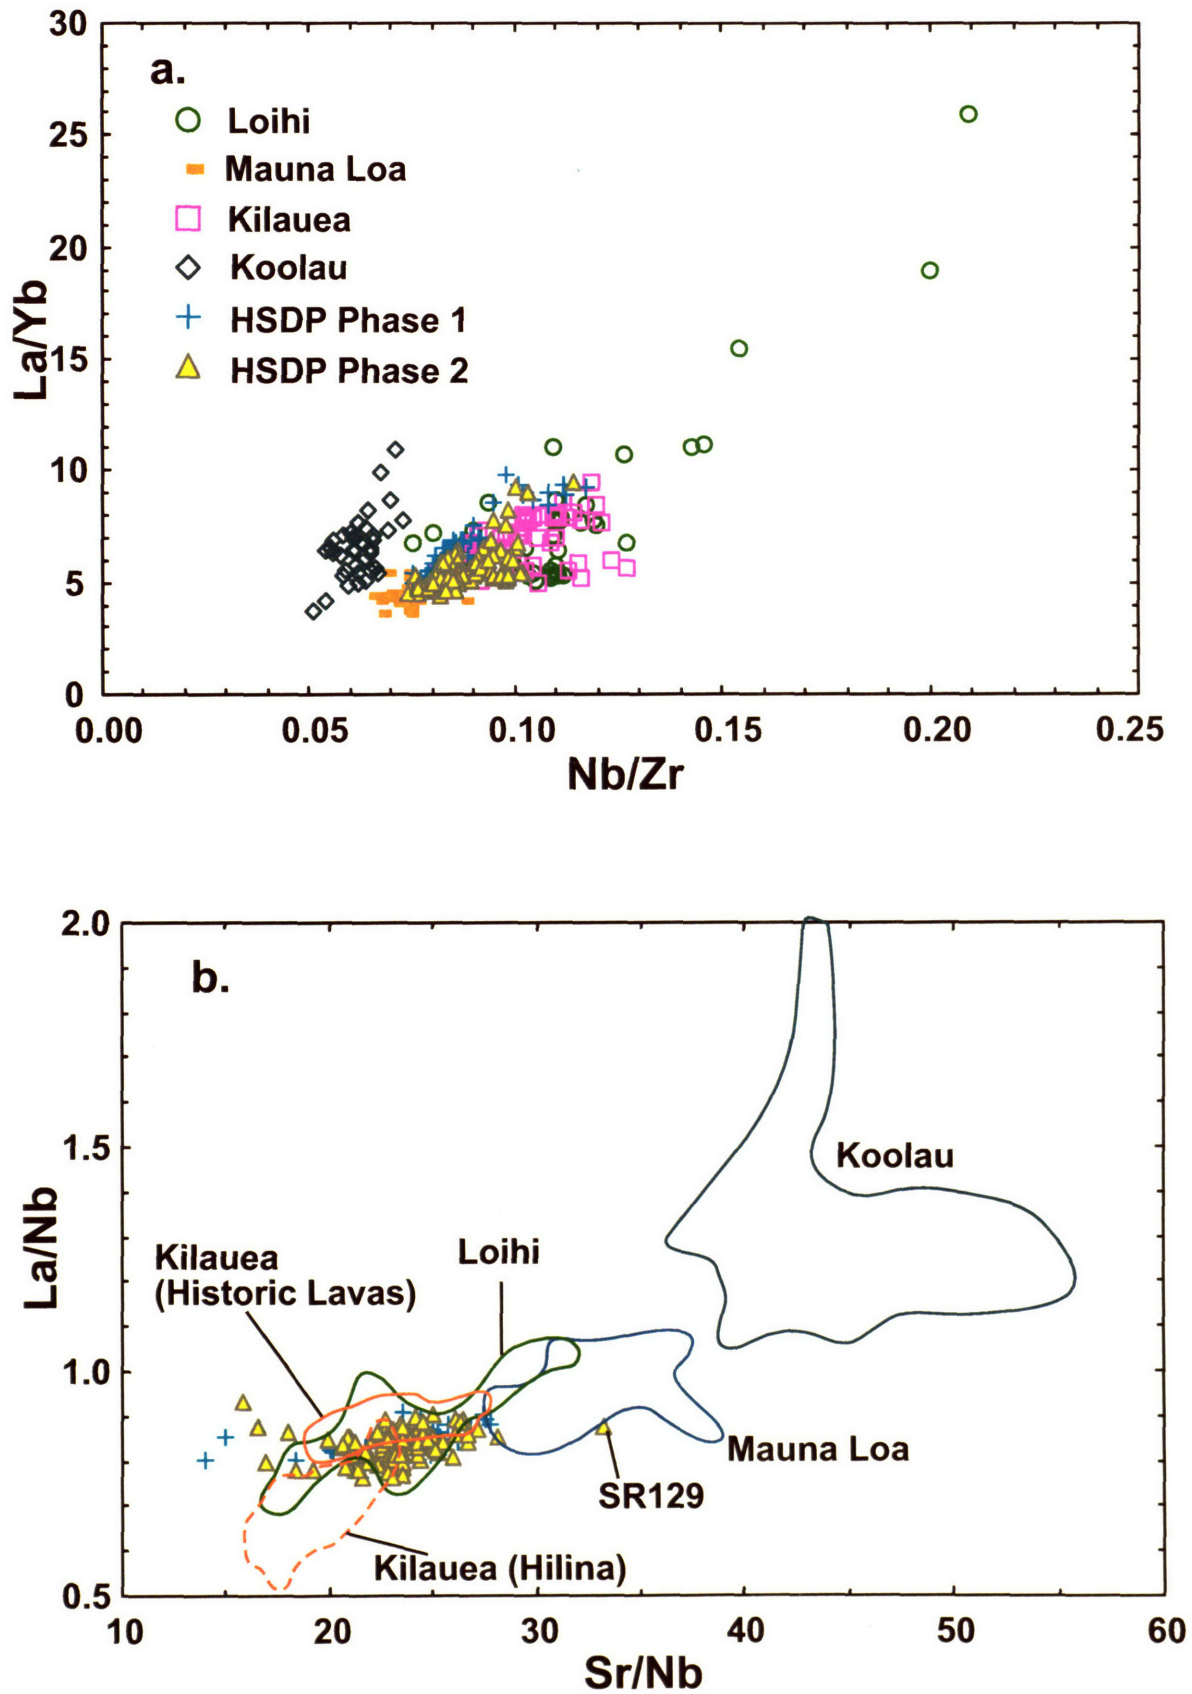 30
a.
Loihi
25
Mauna Loa
Kilauea
20
Koolau
HSDP Phase 1
La/Yb
15
HSDP Phase 2
10
5
0
0.00 0.05 0.10 0.15 0.20 0.25
Nb/Zr
2.0
b.
1.5
Koolau
La/Nb
Kilauea
(Historic Lavas)
Loihi
1.0
Mauna Loa
SR129
Kilauea (Hilina)
0.5
10 20 30 40 50 60
Sr/Nb